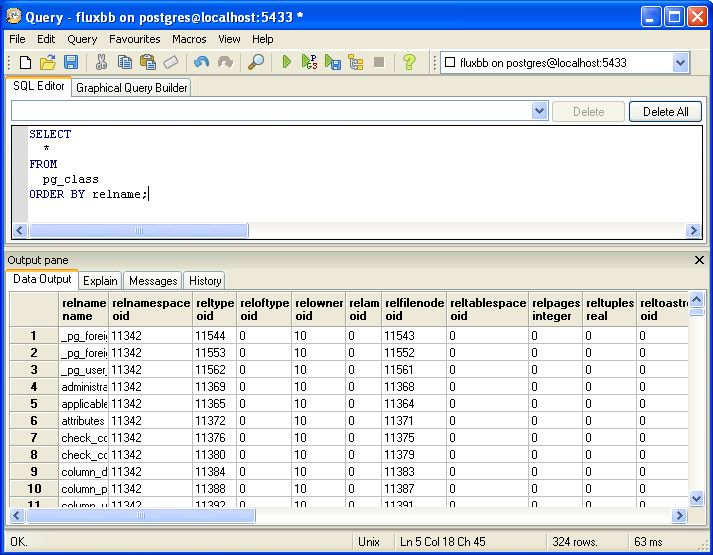 Query - fluxbb on postgres@localhost:5433 *
File Edit Query Favourites Macros View Help
fluxbb on postgres@localhost:5433
SQL Editor Graphical Query Builder
Delete Delete All
SELECT
*
FROM
pg_class
ORDER BY relname;
Output pane
Data Output Explain Messages History
relname relnamespace reltype reloftype relowner relam relfilenode reltablespace relpages reltuples reltoastr
name oid oid oid oid oid oid oid integer real oid
1 _pg_forei 11342 11544 0 10 0 11543 0 0 0 0
2 _pg_forei 11342 11553 0 10 0 11552 0 0 0 0
3 _pg_user_ 11342 11562 0 10 0 11561 0 0 0 0
4 administra 11342 11369 0 10 0 11368 0 0 0 0
5 applicable 11342 11365 0 10 0 11364 0 0 0 0
6 attributes 11342 11372 0 10 0 11371 0 0 0 0
7 check_co 11342 11376 0 10 0 11375 0 0 0 0
8 check_co 11342 11380 0 10 0 11379 0 0 0 0
9 column_d 11342 11384 0 10 0 11383 0 0 0 0
10 column_p 11342 11388 0 10 0 11387 0 0 0 0
11 column_u 11342 11392 0 10 0 11391 0 0 0 0
OK. Unix Ln 5 Col 18 Ch 45 324 rows. 63 ms